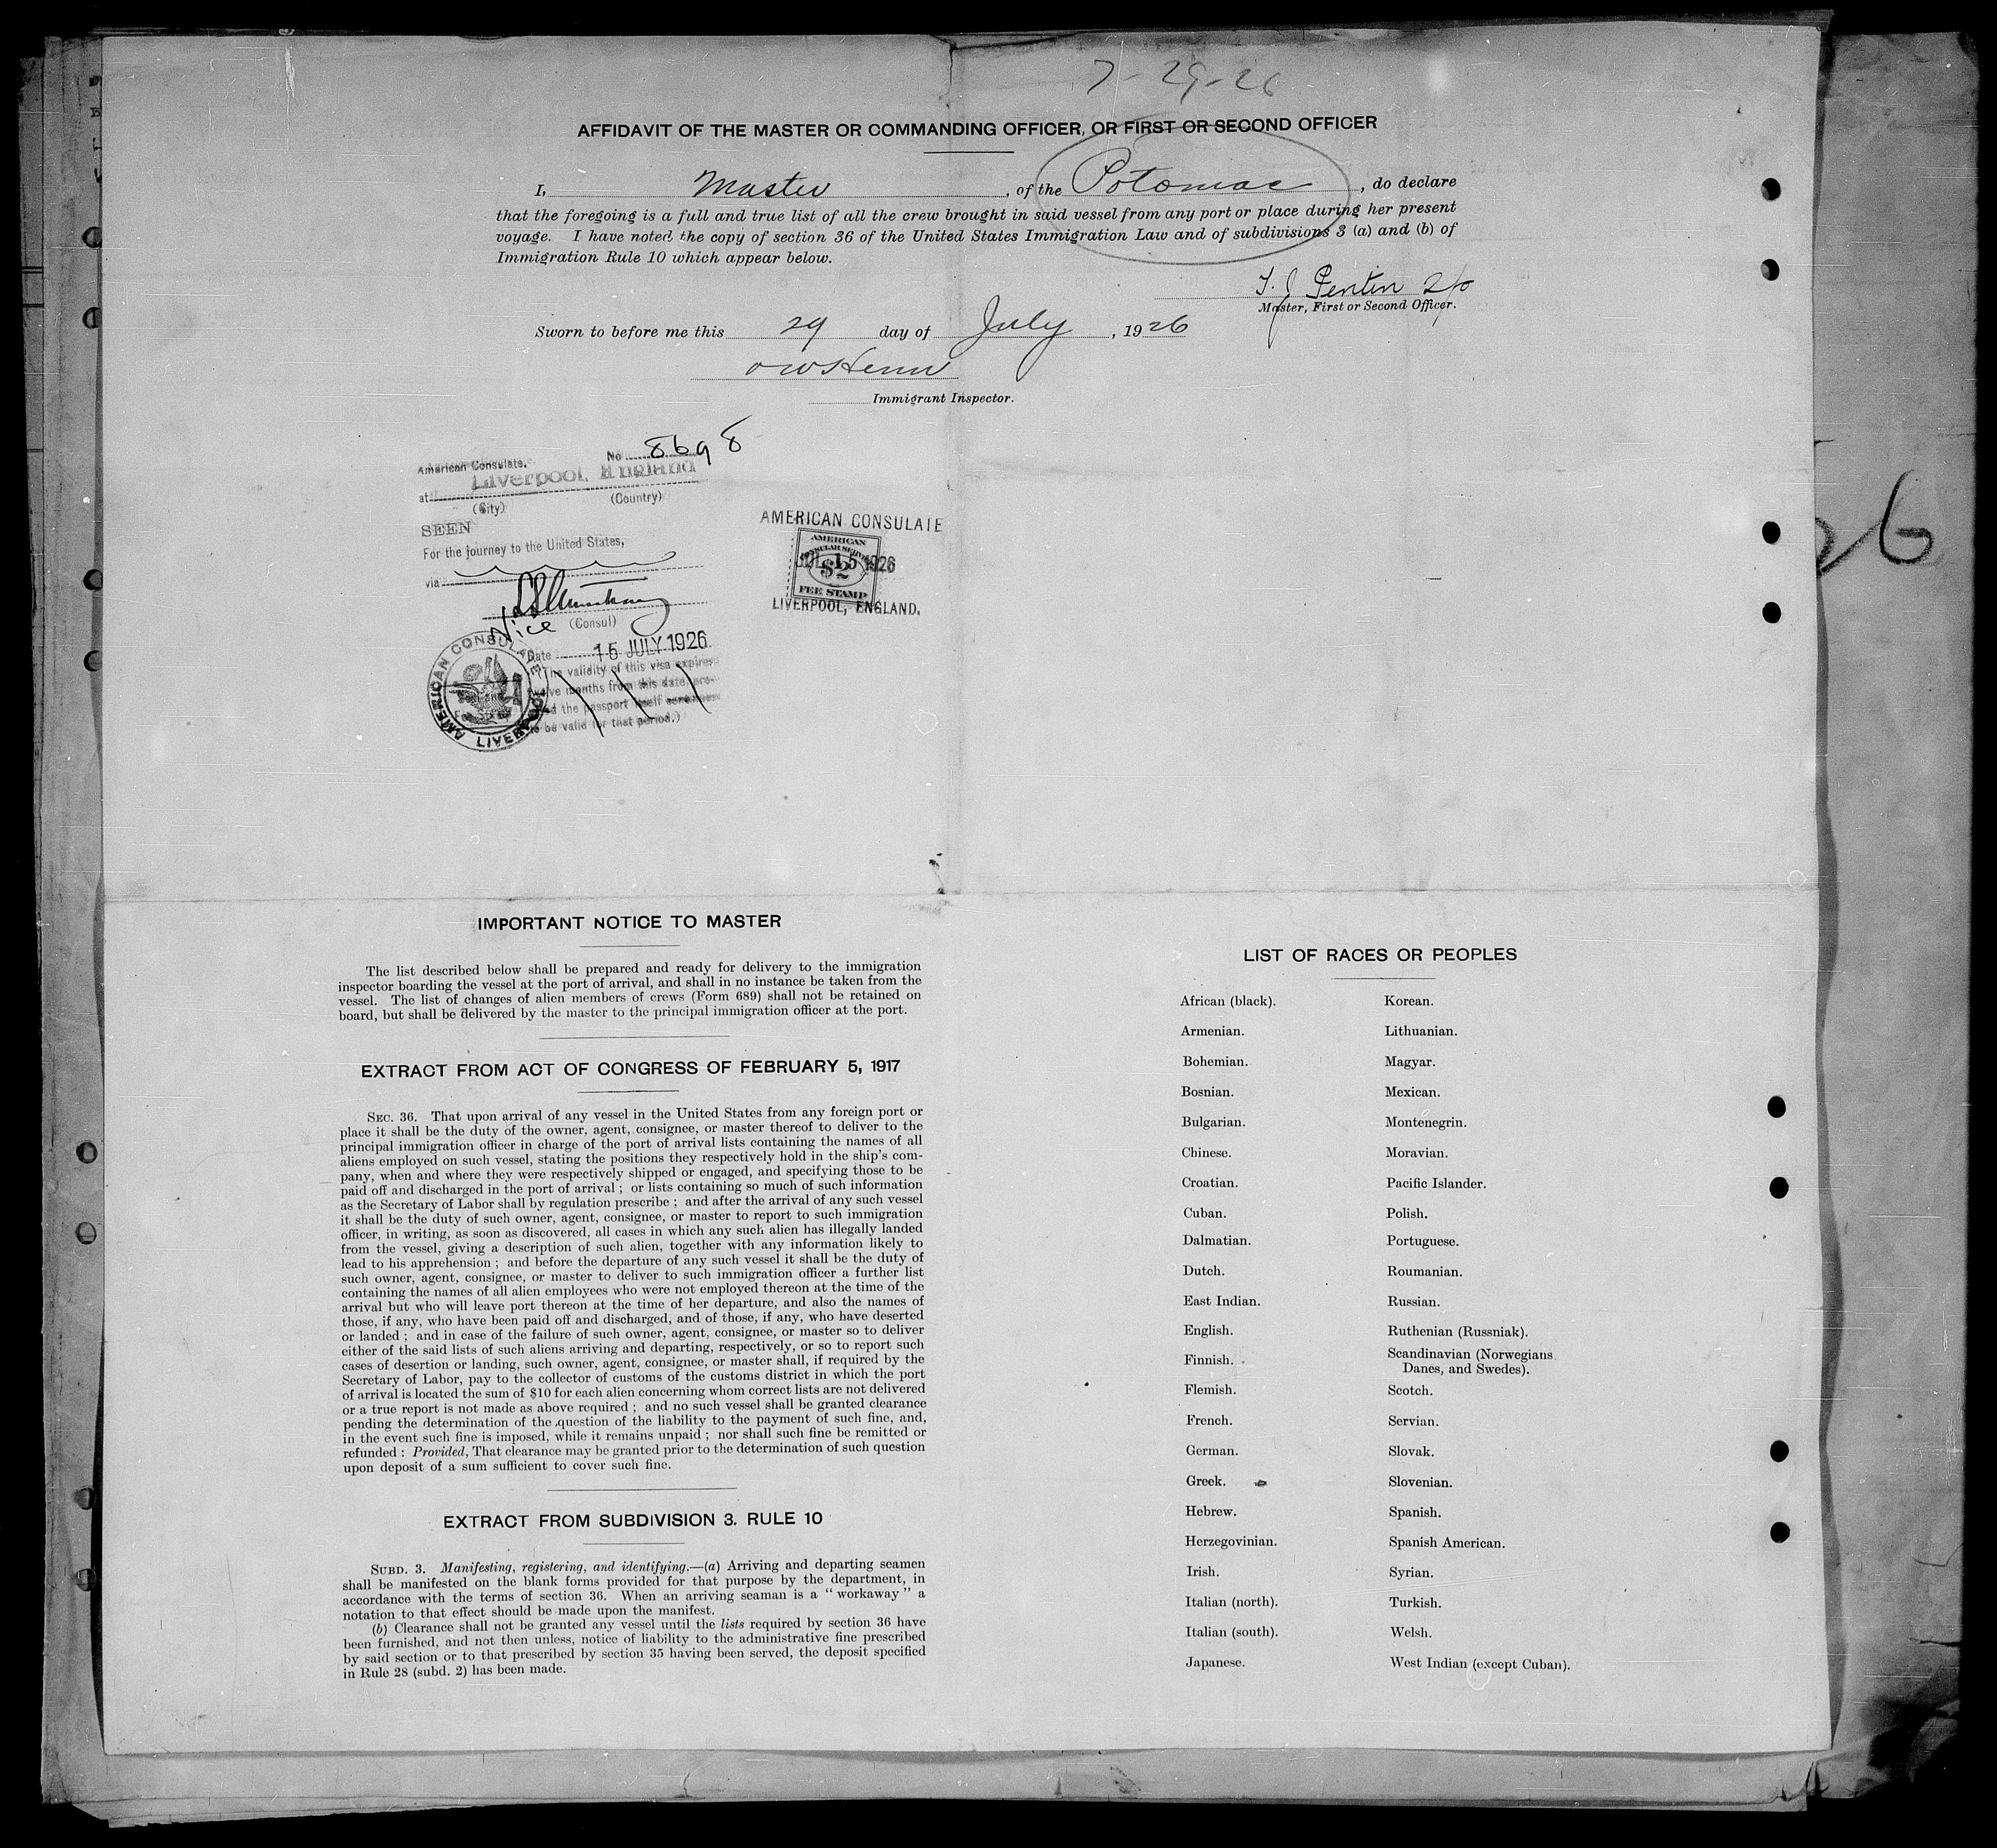 7-29-26
AFFIDAVIT OF THE MASTER OR COMMANDING OFFICER, OR FIRST OR SECOND OFFICER
I, Master, of the Potomac, do declare
that the foregoing is a full and true list of all the crew brought in said vessel from any port or place during her present
voyage. I have noted the copy of section 36 of the United States Immigration Law and of subdivisions 3 (a) and (b) of
Immigration Rule 10 which appear below.
Master, First or Second Officer.
Sworn to before me this 29 day of July, 1926
Immigrant Inspector.
American Consulate, No 8698
at Liverpool, England
(City) (Country)
SEEN
For the journey to the United States,
via
Vice (Consul)
Date 15 JULY 1926
(The validity of this visa expires
twelve months from this date pro-
the passport itself continues
to be valid for that period.)
AMERICAN CONSULATE
LIVERPOOL
AMERICAN CONSULATE
AMERICAN
CONSULAR SERVICE
JUL 15 1926
$2
FEE STAMP
LIVERPOOL, ENGLAND.
26
IMPORTANT NOTICE TO MASTER
The list described below shall be prepared and ready for delivery to the immigration
inspector boarding the vessel at the port of arrival, and shall in no instance be taken from the
vessel. The list of changes of alien members of crews (Form 689) shall not be retained on
board, but shall be delivered by the master to the principal immigration officer at the port.
EXTRACT FROM ACT OF CONGRESS OF FEBRUARY 5, 1917
SEC. 36. That upon arrival of any vessel in the United States from any foreign port or
place it shall be the duty of the owner, agent, consignee, or master thereof to deliver to the
principal immigration officer in charge of the port of arrival lists containing the names of all
aliens employed on such vessel, stating the positions they respectively hold in the ship's com-
pany, when and where they were respectively shipped or engaged, and specifying those to be
paid off and discharged in the port of arrival; or lists containing so much of such information
as the Secretary of Labor shall by regulation prescribe; and after the arrival of any such vessel
it shall be the duty of such owner, agent, consignee, or master to report to such immigration
officer, in writing, as soon as discovered, all cases in which any such alien has illegally landed
from the vessel, giving a description of such alien, together with any information likely to
lead to his apprehension; and before the departure of any such vessel it shall be the duty of
such owner, agent, consignee, or master to deliver to such immigration officer a further list
containing the names of all alien employees who were not employed thereon at the time of the
arrival but who will leave port thereon at the time of her departure, and also the names of
those, if any, who have been paid off and discharged, and of those, if any, who have deserted
or landed; and in case of the failure of such owner, agent, consignee, or master so to deliver
either of the said lists of such aliens arriving and departing, respectively, or so to report such
cases of desertion or landing, such owner, agent, consignee, or master shall, if required by the
Secretary of Labor, pay to the collector of customs of the customs district in which the port
of arrival is located the sum of $10 for each alien concerning whom correct lists are not delivered
or a true report is not made as above required; and no such vessel shall be granted clearance
pending the determination of the question of the liability to the payment of such fine, and,
in the event such fine is imposed, while it remains unpaid; nor shall such fine be remitted or
refunded: Provided, That clearance may be granted prior to the determination of such question
upon deposit of a sum sufficient to cover such fine.
EXTRACT FROM SUBDIVISION 3. RULE 10
SUBD. 3. Manifesting, registering, and identifying.—(a) Arriving and departing seamen
shall be manifested on the blank forms provided for that purpose by the department, in
accordance with the terms of section 36. When an arriving seaman is a "workaway" a
notation to that effect should be made upon the manifest.
(b) Clearance shall not be granted any vessel until the lists required by section 36 have
been furnished, and not then unless, notice of liability to the administrative fine prescribed
by said section or to that prescribed by section 35 having been served, the deposit specified
in Rule 28 (subd. 2) has been made.
LIST OF RACES OR PEOPLES
African (black). Korean.
Armenian. Lithuanian.
Bohemian. Magyar.
Bosnian. Mexican.
Bulgarian. Montenegrin.
Chinese. Moravian.
Croatian. Pacific Islander.
Cuban. Polish.
Dalmatian. Portuguese.
Dutch. Roumanian.
East Indian. Russian.
English. Ruthenian (Russniak).
Finnish. Scandinavian (Norwegians
Danes, and Swedes).
Flemish. Scotch.
French. Servian.
German. Slovak.
Greek. Slovenian.
Hebrew. Spanish.
Herzegovinian. Spanish American.
Irish. Syrian.
Italian (north). Turkish.
Italian (south). Welsh.
Japanese. West Indian (except Cuban).